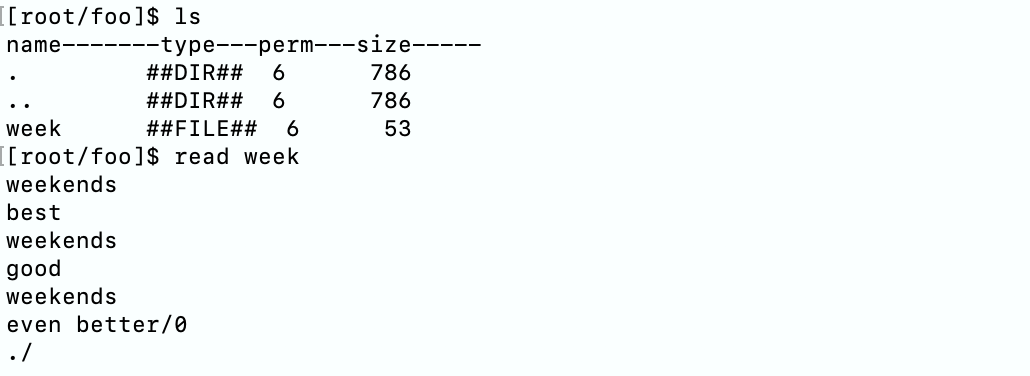 [[root/foo]$ ls
name-------type---perm---size-----
.         ##DIR##  6      786
..        ##DIR##  6      786
week      ##FILE##  6      53
[[root/foo]$ read week
weekends
best
weekends
good
weekends
even better/0
./